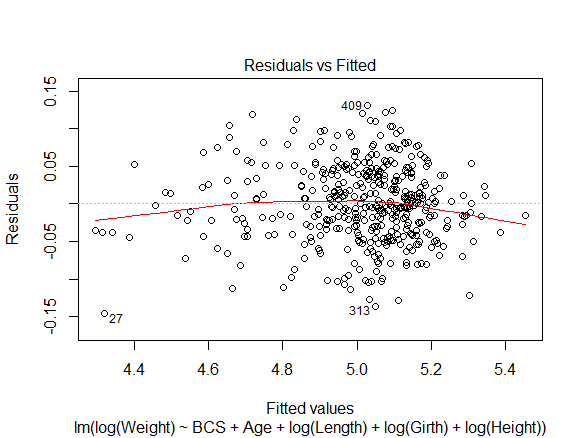 Residuals vs Fitted
Residuals
0.15
0.05
-0.05
-0.15
409
313
27
4.4 4.6 4.8 5.0 5.2 5.4
Fitted values
lm(log(Weight) ~ BCS + Age + log(Length) + log(Girth) + log(Height))